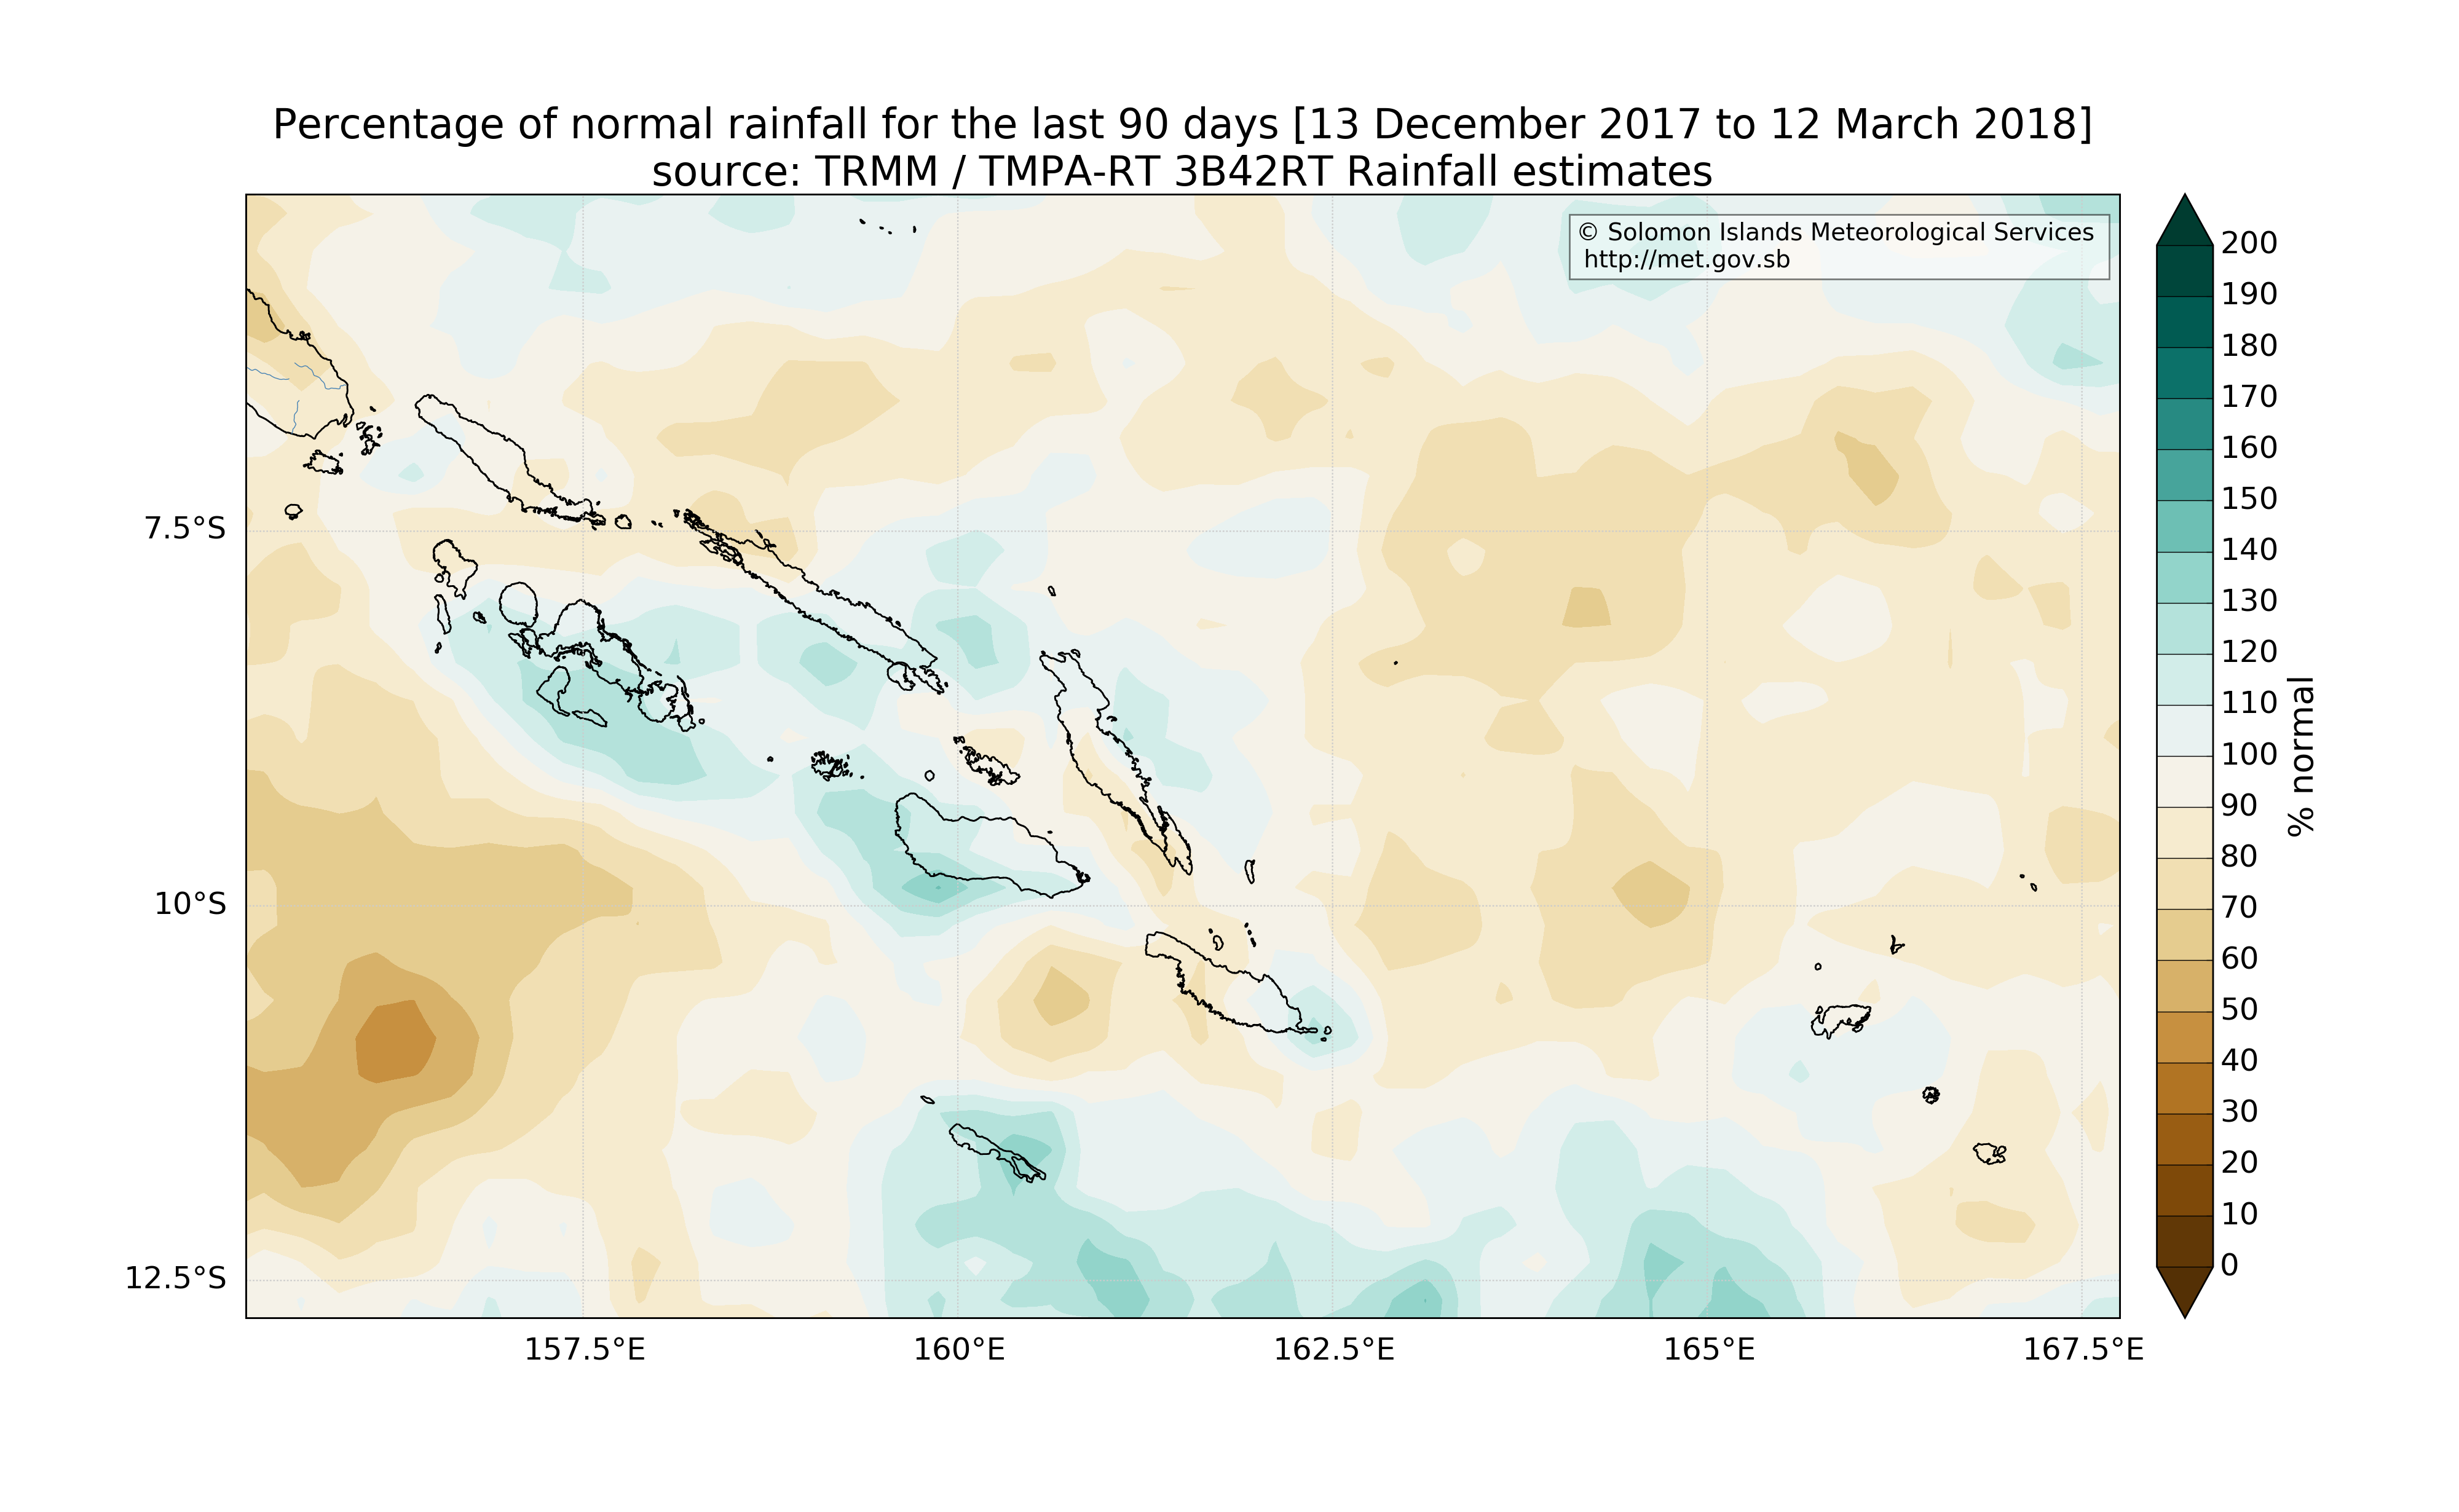 Percentage of normal rainfall for the last 90 days [13 December 2017 to 12 March 2018]
source: TRMM / TMPA-RT 3B42RT Rainfall estimates
© Solomon Islands Meteorological Services
http://met.gov.sb
7.5°S
10°S
12.5°S
157.5°E
160°E
162.5°E
165°E
167.5°E
200
190
180
170
160
150
140
130
120
110
100
90
80
70
60
50
40
30
20
10
0
% normal